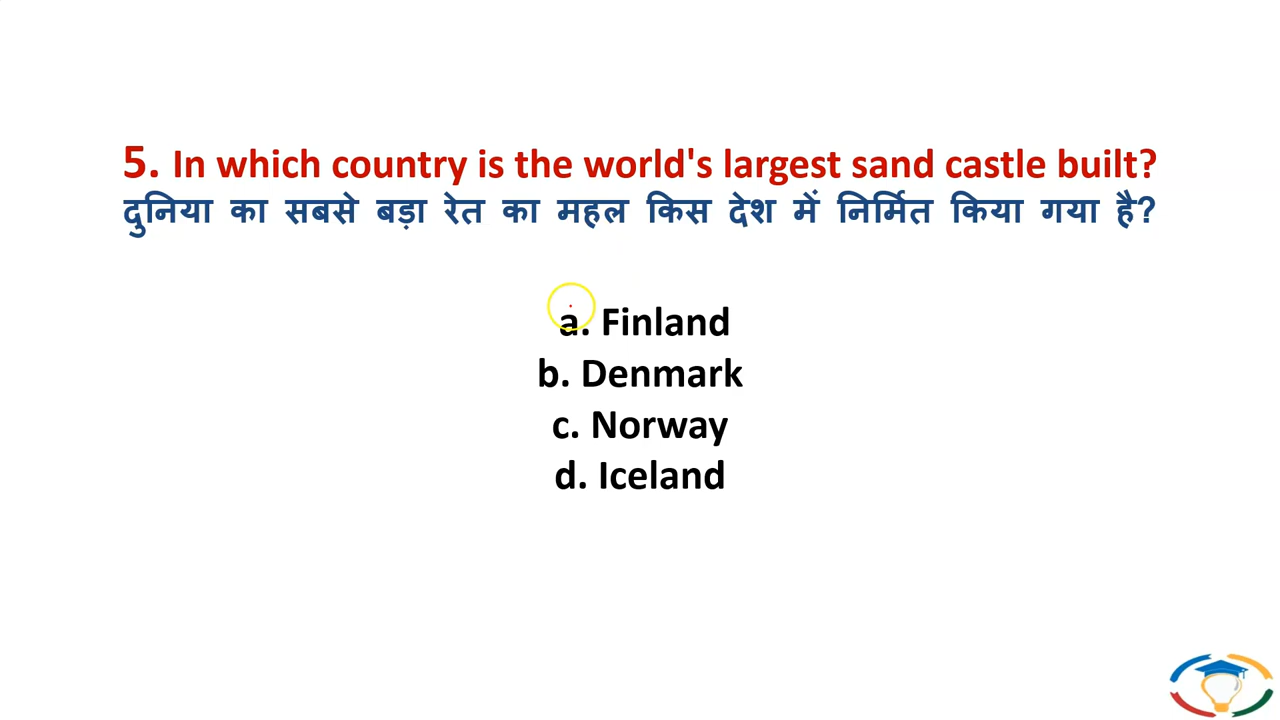 5. In which country is the world's largest sand castle built?
दुनिया का सबसे बड़ा रेत का महल किस देश में निर्मित किया गया है?
a. Finland
b. Denmark
c. Norway
d. Iceland